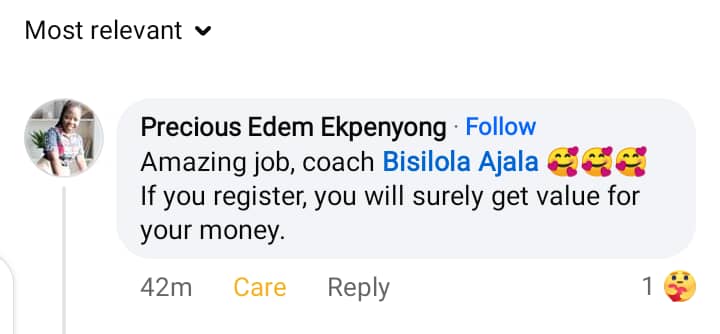 Most relevant
Precious Edem Ekpenyong · Follow
Amazing job, coach Bisilola Ajala 🥰🥰🥰
If you register, you will surely get value for
your money.
42m Care Reply 1